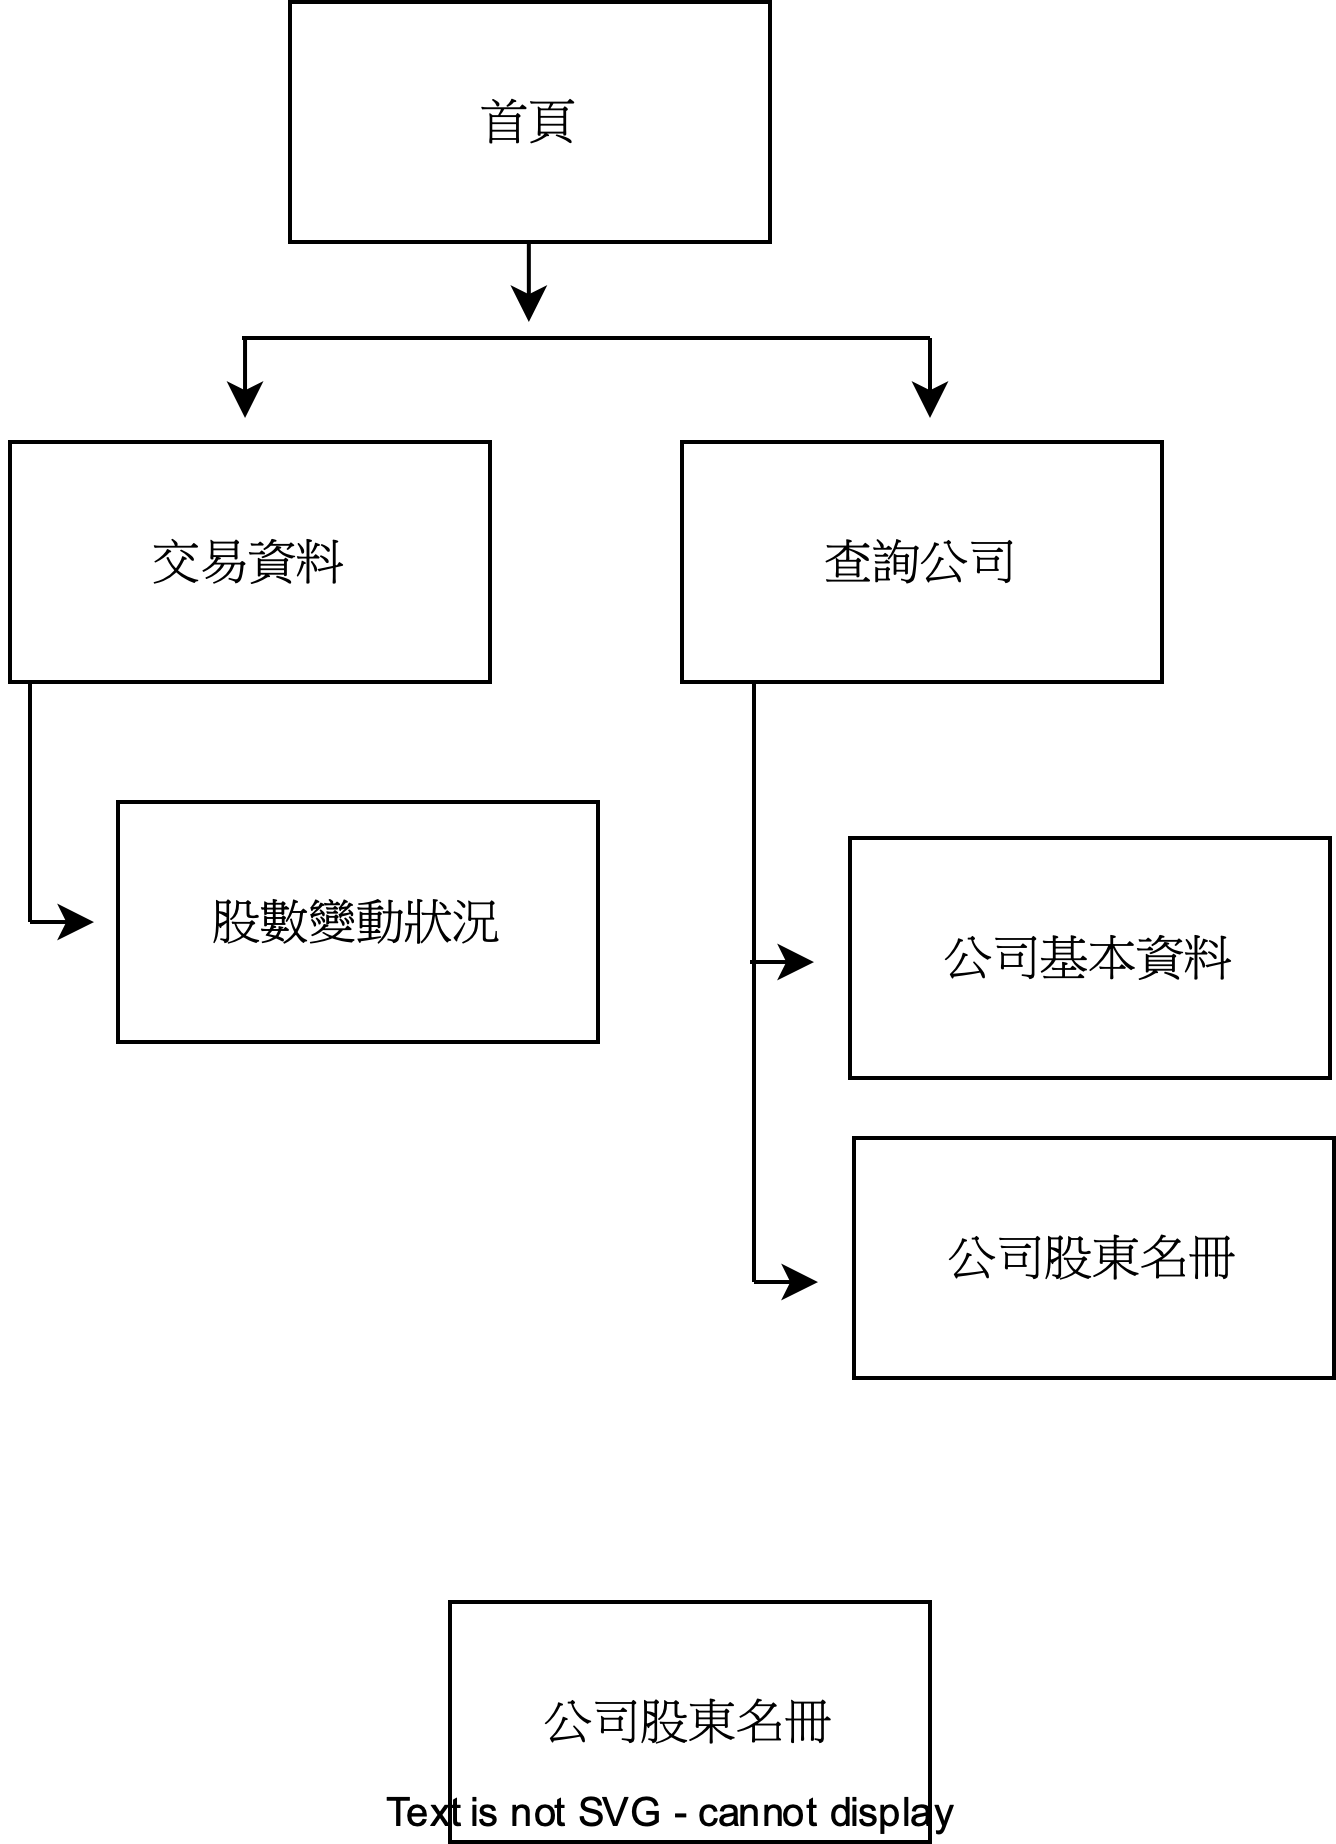 首頁
交易資料
查詢公司
股數變動狀況
公司基本資料
公司股東名冊
公司股東名冊
Text is not SVG - cannot display